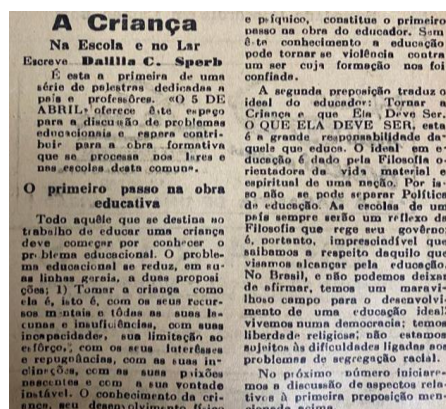 A Criança
Na Escola e no Lar
Escreve Dalilla C. Sperb
É esta a primeira de uma
série de palestras dedicadas a
pais e professôres. «O 5 DE
ABRIL» oferece êste espaço
para a discussão de problemas
educacionais e espera contri-
buir para a obra formativa
que se processa nos lares e
nas escolas desta comuna.
O primeiro passo na obra
educativa
Todo aquêle que se destina ao
trabalho de educar uma criança
deve começar por conhecer o
problema educacional. O proble-
ma educacional se reduz, em su-
as linhas gerais, a duas proposi
ções: 1) Tomar a criança como
ela é, isto é, com os seus recur-
sos mentais e tôdas as suas la-
cunas e insuficiências, com suas
incapacidades, sua limitação ao
esfôrço, com os seus interêsses
e repugnâncias, com as suas in-
clinações, com as suas paixões
nascentes e com a sua vontade
instável. O conhecimento da cri-
ança, seu desenvolvimento físico
e psíquico, constitue o primeiro
passo na obra do educador. Sem
êste conhecimento a educação
pode tornar-se violência contra
um ser cuja formação nos foi
confiada.
A segunda preposição traduz o
ideal do educador: Tornar a
Criança e que Ela Deve Ser.
O QUE ELA DEVE SER, esta
é a grande responsabilidade da-
quele que educa. O ideal em e-
ducação é dado pela Filosofia o-
rientadora da vida material e
espiritual de uma nação. Por is-
so não se pode separar Política
de educação. As escolas de um
país sempre serão um reflexo da
Filosofia que rege seu govêrno;
é, portanto, imprescindível que
saibamos a respeito daquilo que
visamos alcançar pela educação.
No Brasil, e não podemos deixar
de afirmar, temos um maravi-
lhoso campo para o desenvolvi-
mento de uma educação ideal:
vivemos numa democracia; temos
liberdade religiosa; não estamos
sujeitos às dificuldades ligadas aos
problemas de segregação racial.
No próximo número iniciare-
mos a discussão de aspectos rela-
tivos à primeira preposição men-
cionada acima.